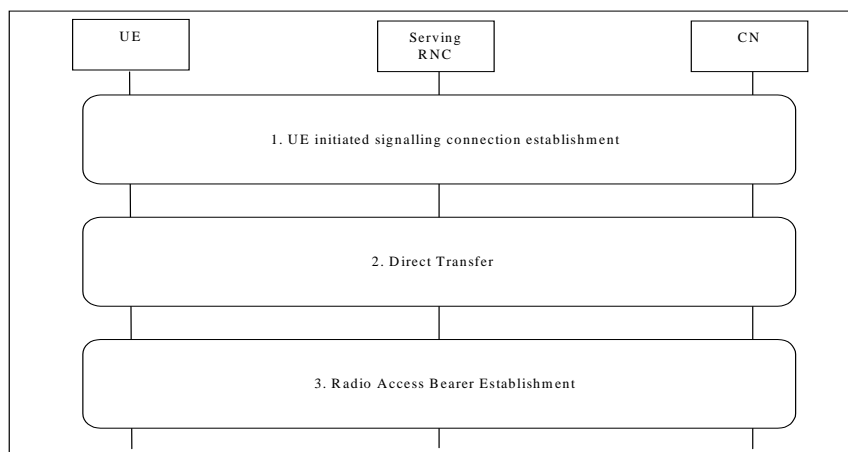 UE
Serving
RNC
CN
1. UE initiated signalling connection establishment
2. Direct Transfer
3. Radio Access Bearer Establishment